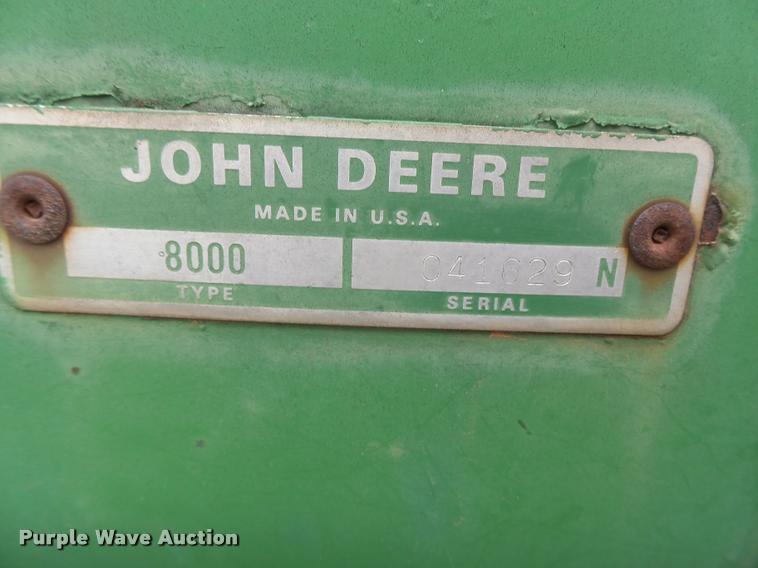 JOHN DEERE
MADE IN U.S.A.
8000 041629 N
TYPE SERIAL
Purple Wave Auction